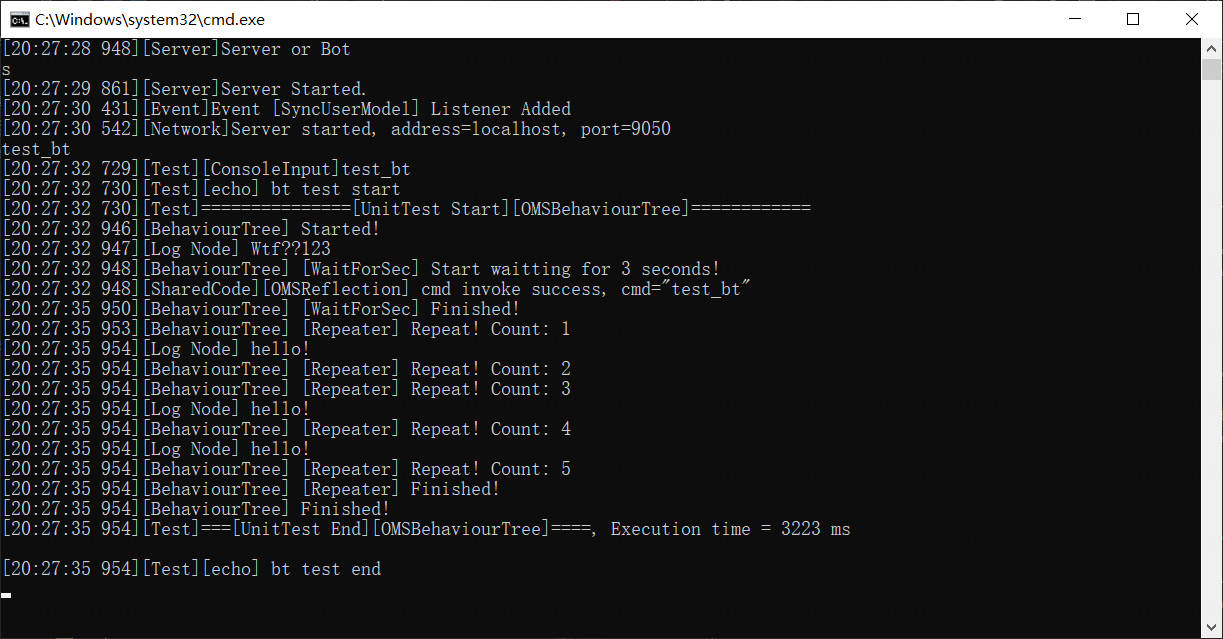 C:\Windows\system32\cmd.exe
[20:27:28 948][Server]Server or Bot
s
[20:27:29 861][Server]Server Started.
[20:27:30 431][Event]Event [SyncUserModel] Listener Added
[20:27:30 542][Network]Server started, address=localhost, port=9050
test_bt
[20:27:32 729][Test][ConsoleInput]test_bt
[20:27:32 730][Test][echo] bt test start
[20:27:32 730][Test]===============[UnitTest Start][OMSBehaviourTree]============
[20:27:32 946][BehaviourTree] Started!
[20:27:32 947][Log Node] Wtf??123
[20:27:32 948][BehaviourTree] [WaitForSec] Start waitting for 3 seconds!
[20:27:32 948][SharedCode][OMSReflection] cmd invoke success, cmd="test_bt"
[20:27:35 950][BehaviourTree] [WaitForSec] Finished!
[20:27:35 953][BehaviourTree] [Repeater] Repeat! Count: 1
[20:27:35 954][Log Node] hello!
[20:27:35 954][BehaviourTree] [Repeater] Repeat! Count: 2
[20:27:35 954][BehaviourTree] [Repeater] Repeat! Count: 3
[20:27:35 954][Log Node] hello!
[20:27:35 954][BehaviourTree] [Repeater] Repeat! Count: 4
[20:27:35 954][Log Node] hello!
[20:27:35 954][BehaviourTree] [Repeater] Repeat! Count: 5
[20:27:35 954][BehaviourTree] [Repeater] Finished!
[20:27:35 954][BehaviourTree] Finished!
[20:27:35 954][Test]===[UnitTest End][OMSBehaviourTree]====, Execution time = 3223 ms
[20:27:35 954][Test][echo] bt test end